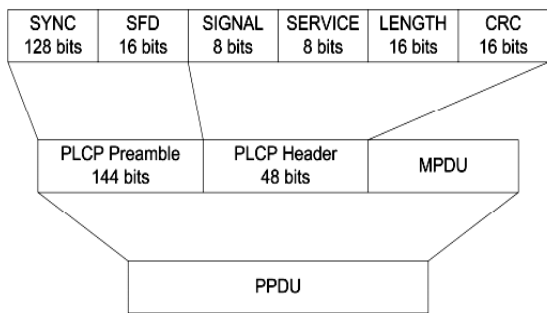 SYNC
128 bits
SFD
16 bits
SIGNAL
8 bits
SERVICE
8 bits
LENGTH
16 bits
CRC
16 bits
PLCP Preamble
144 bits
PLCP Header
48 bits
MPDU
PPDU